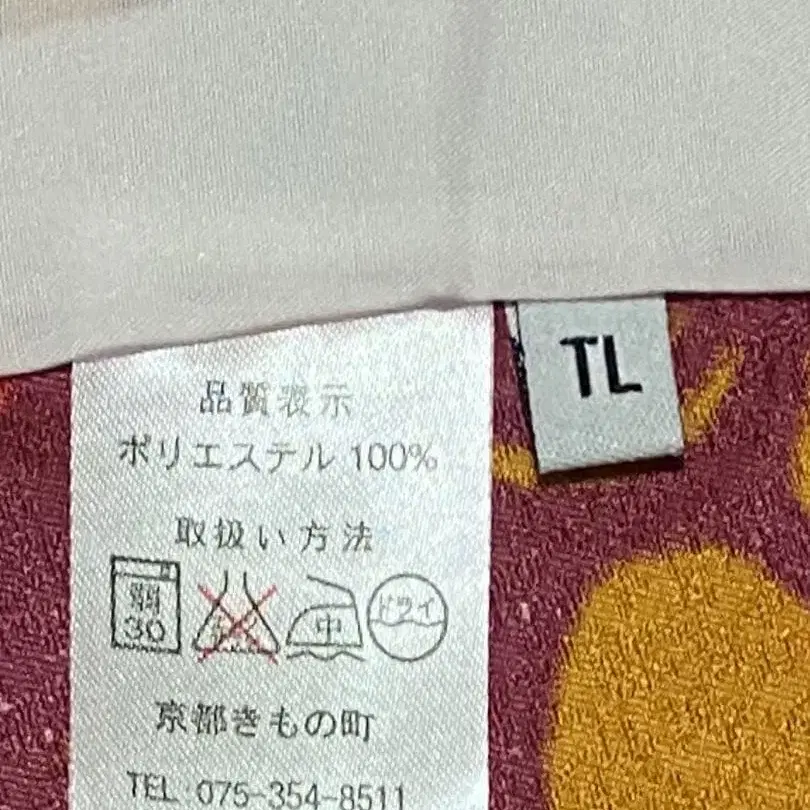 TL
品質表示
ポリエステル 100%
取扱い方法
弱 30 中 ドライ
京都きもの町
TEL:075-354-8511